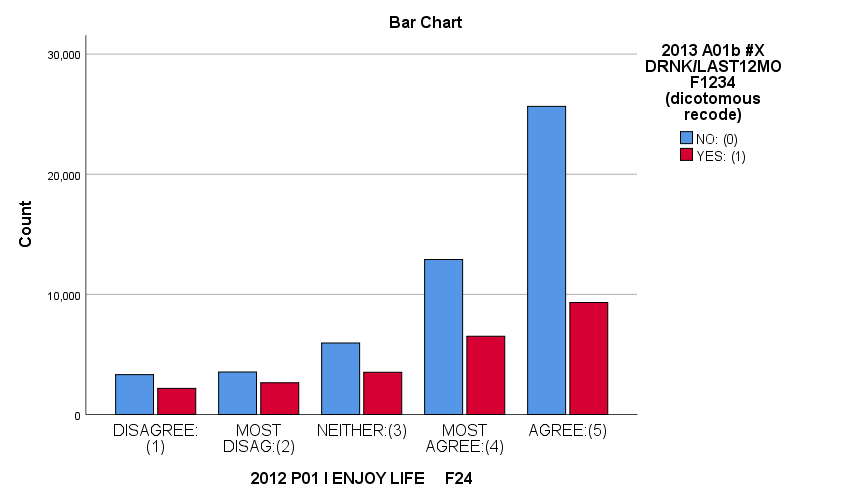 Bar Chart
30,000
20,000
10,000
0
Count
DISAGREE:
(1)
MOST
DISAG:(2)
NEITHER:(3)
MOST
AGREE:(4)
AGREE:(5)
2012 P01 I ENJOY LIFE F24
2013 A01b #X
DRNK/LAST12MO
F1234
(dicotomous
recode)
NO: (0)
YES: (1)